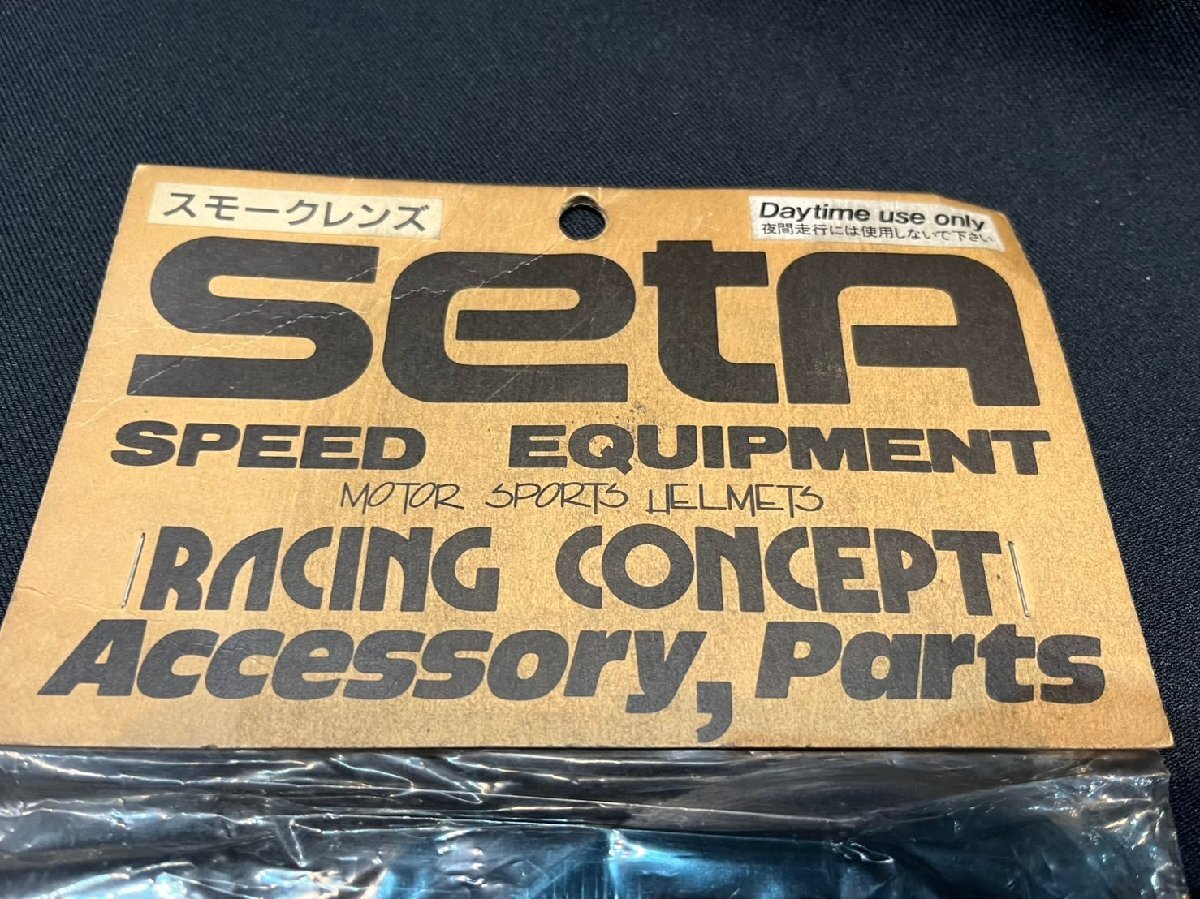 スモークレンズ
Daytime use only
夜間走行には使用しないで下さい
SetA
SPEED EQUIPMENT
MOTOR SPORTS HELMETS
RACING CONCEPT
Accessory, Parts